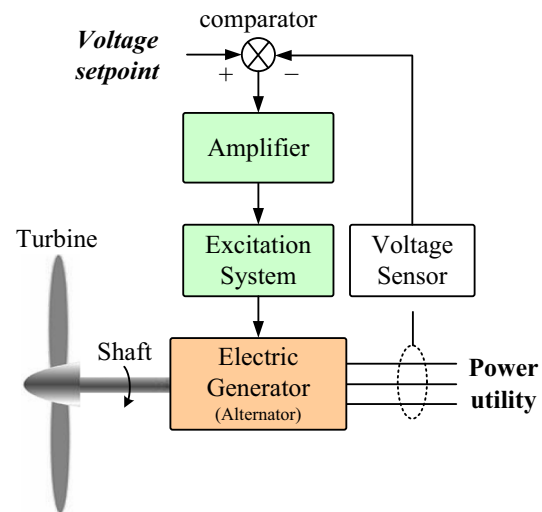 comparator
Voltage
setpoint
+
−
Amplifier
Excitation
System
Voltage
Sensor
Turbine
Shaft
Electric
Generator
(Alternator)
Power
utility